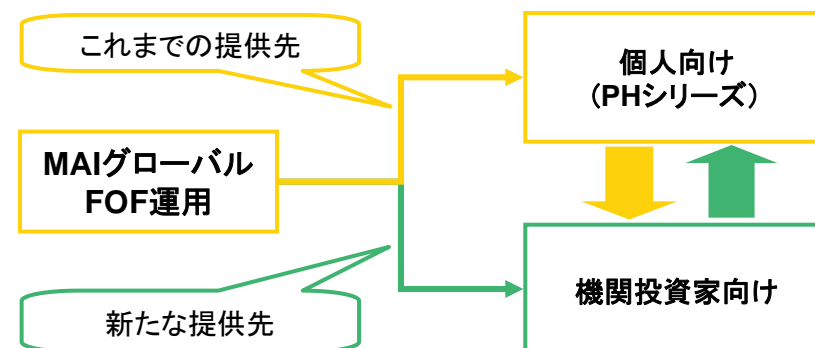 これまでの提供先
個人向け
（PHシリーズ）
MAIグローバル
FOF運用
機関投資家向け
新たな提供先